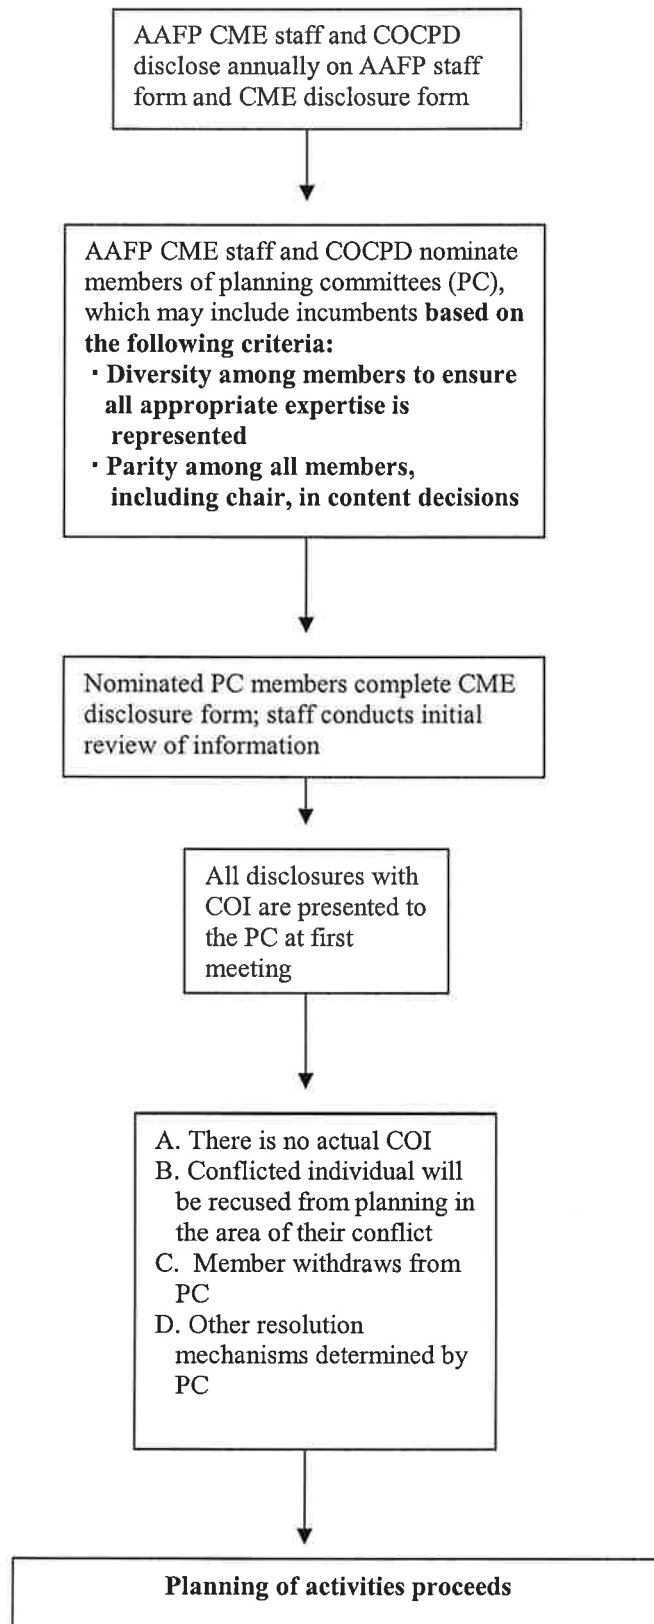 AAFP CME staff and COCPD
disclose annually on AAFP staff
form and CME disclosure form
AAFP CME staff and COCPD nominate
members of planning committees (PC),
which may include incumbents based on
the following criteria:
· Diversity among members to ensure
all appropriate expertise is
represented
· Parity among all members,
including chair, in content decisions
Nominated PC members complete CME
disclosure form; staff conducts initial
review of information
All disclosures with
COI are presented to
the PC at first
meeting
A. There is no actual COI
B. Conflicted individual will
be recused from planning in
the area of their conflict
C. Member withdraws from
PC
D. Other resolution
mechanisms determined by
PC
Planning of activities proceeds